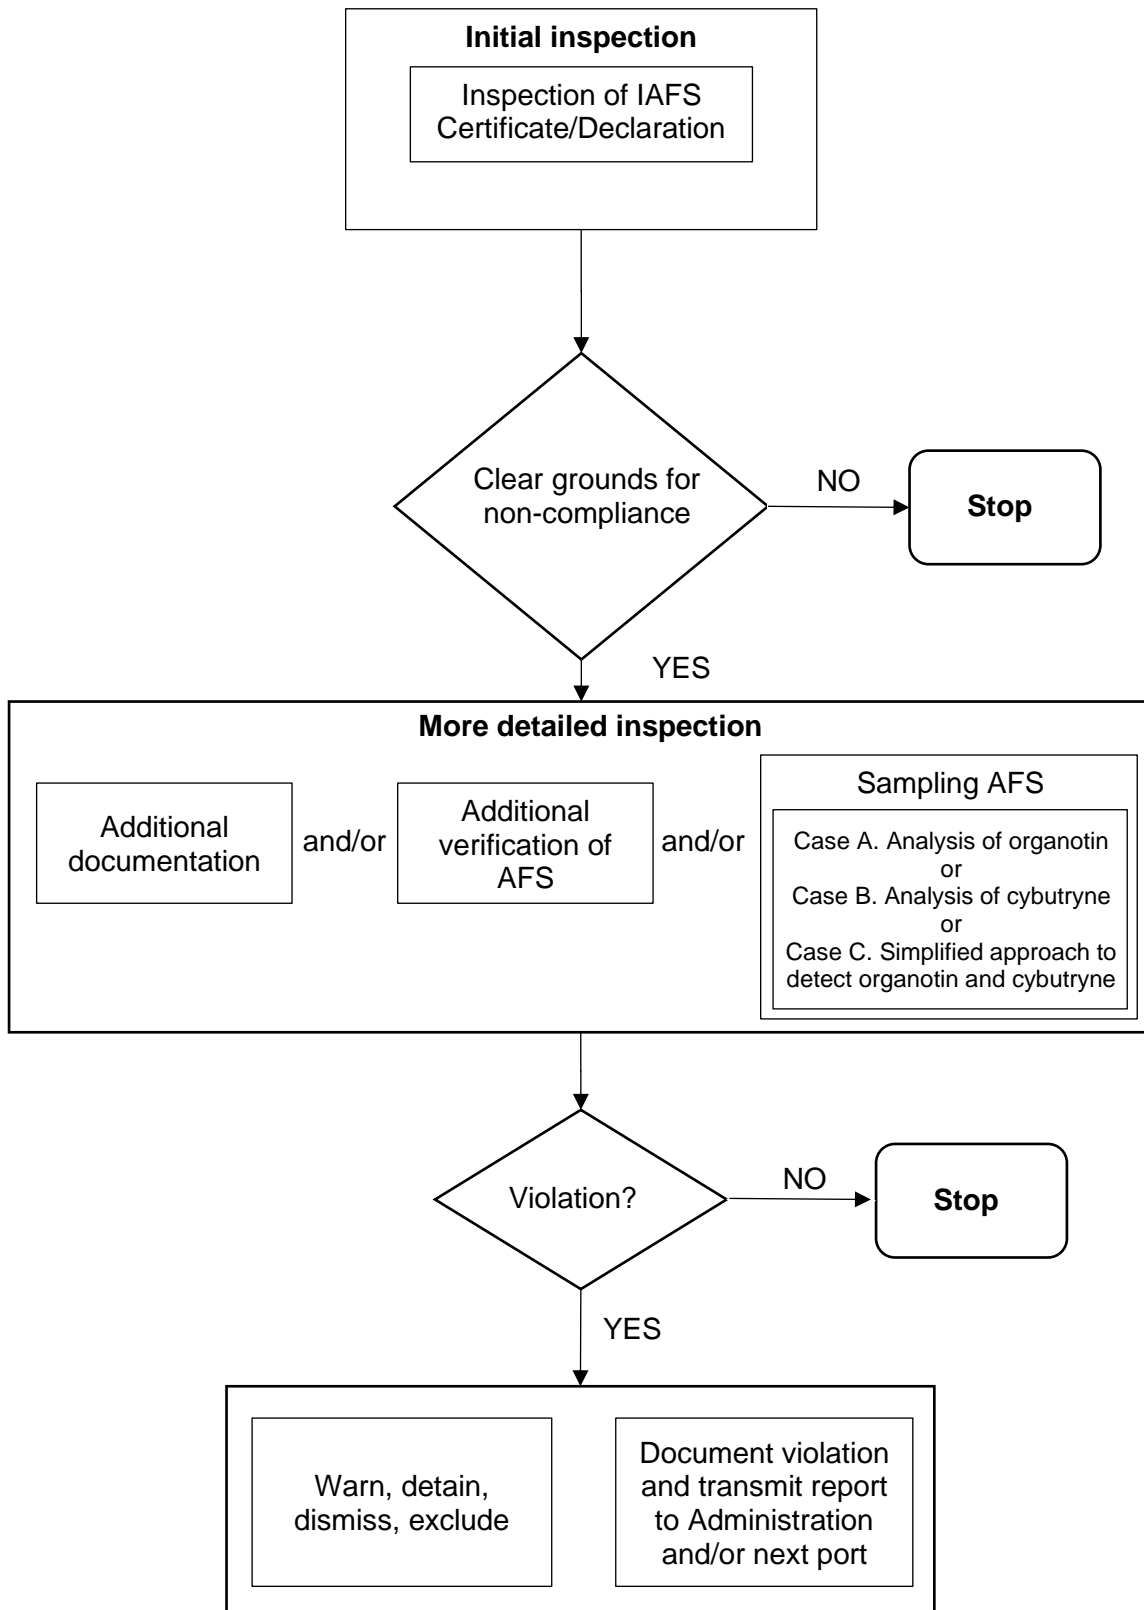 Initial inspection
Inspection of IAFS
Certificate/Declaration
Clear grounds for
non-compliance
NO
Stop
YES
More detailed inspection
Additional
documentation
and/or
Additional
verification of
AFS
and/or
Sampling AFS
Case A. Analysis of organotin
or
Case B. Analysis of cybutryne
or
Case C. Simplified approach to
detect organotin and cybutryne
Violation?
NO
Stop
YES
Warn, detain,
dismiss, exclude
Document violation
and transmit report
to Administration
and/or next port